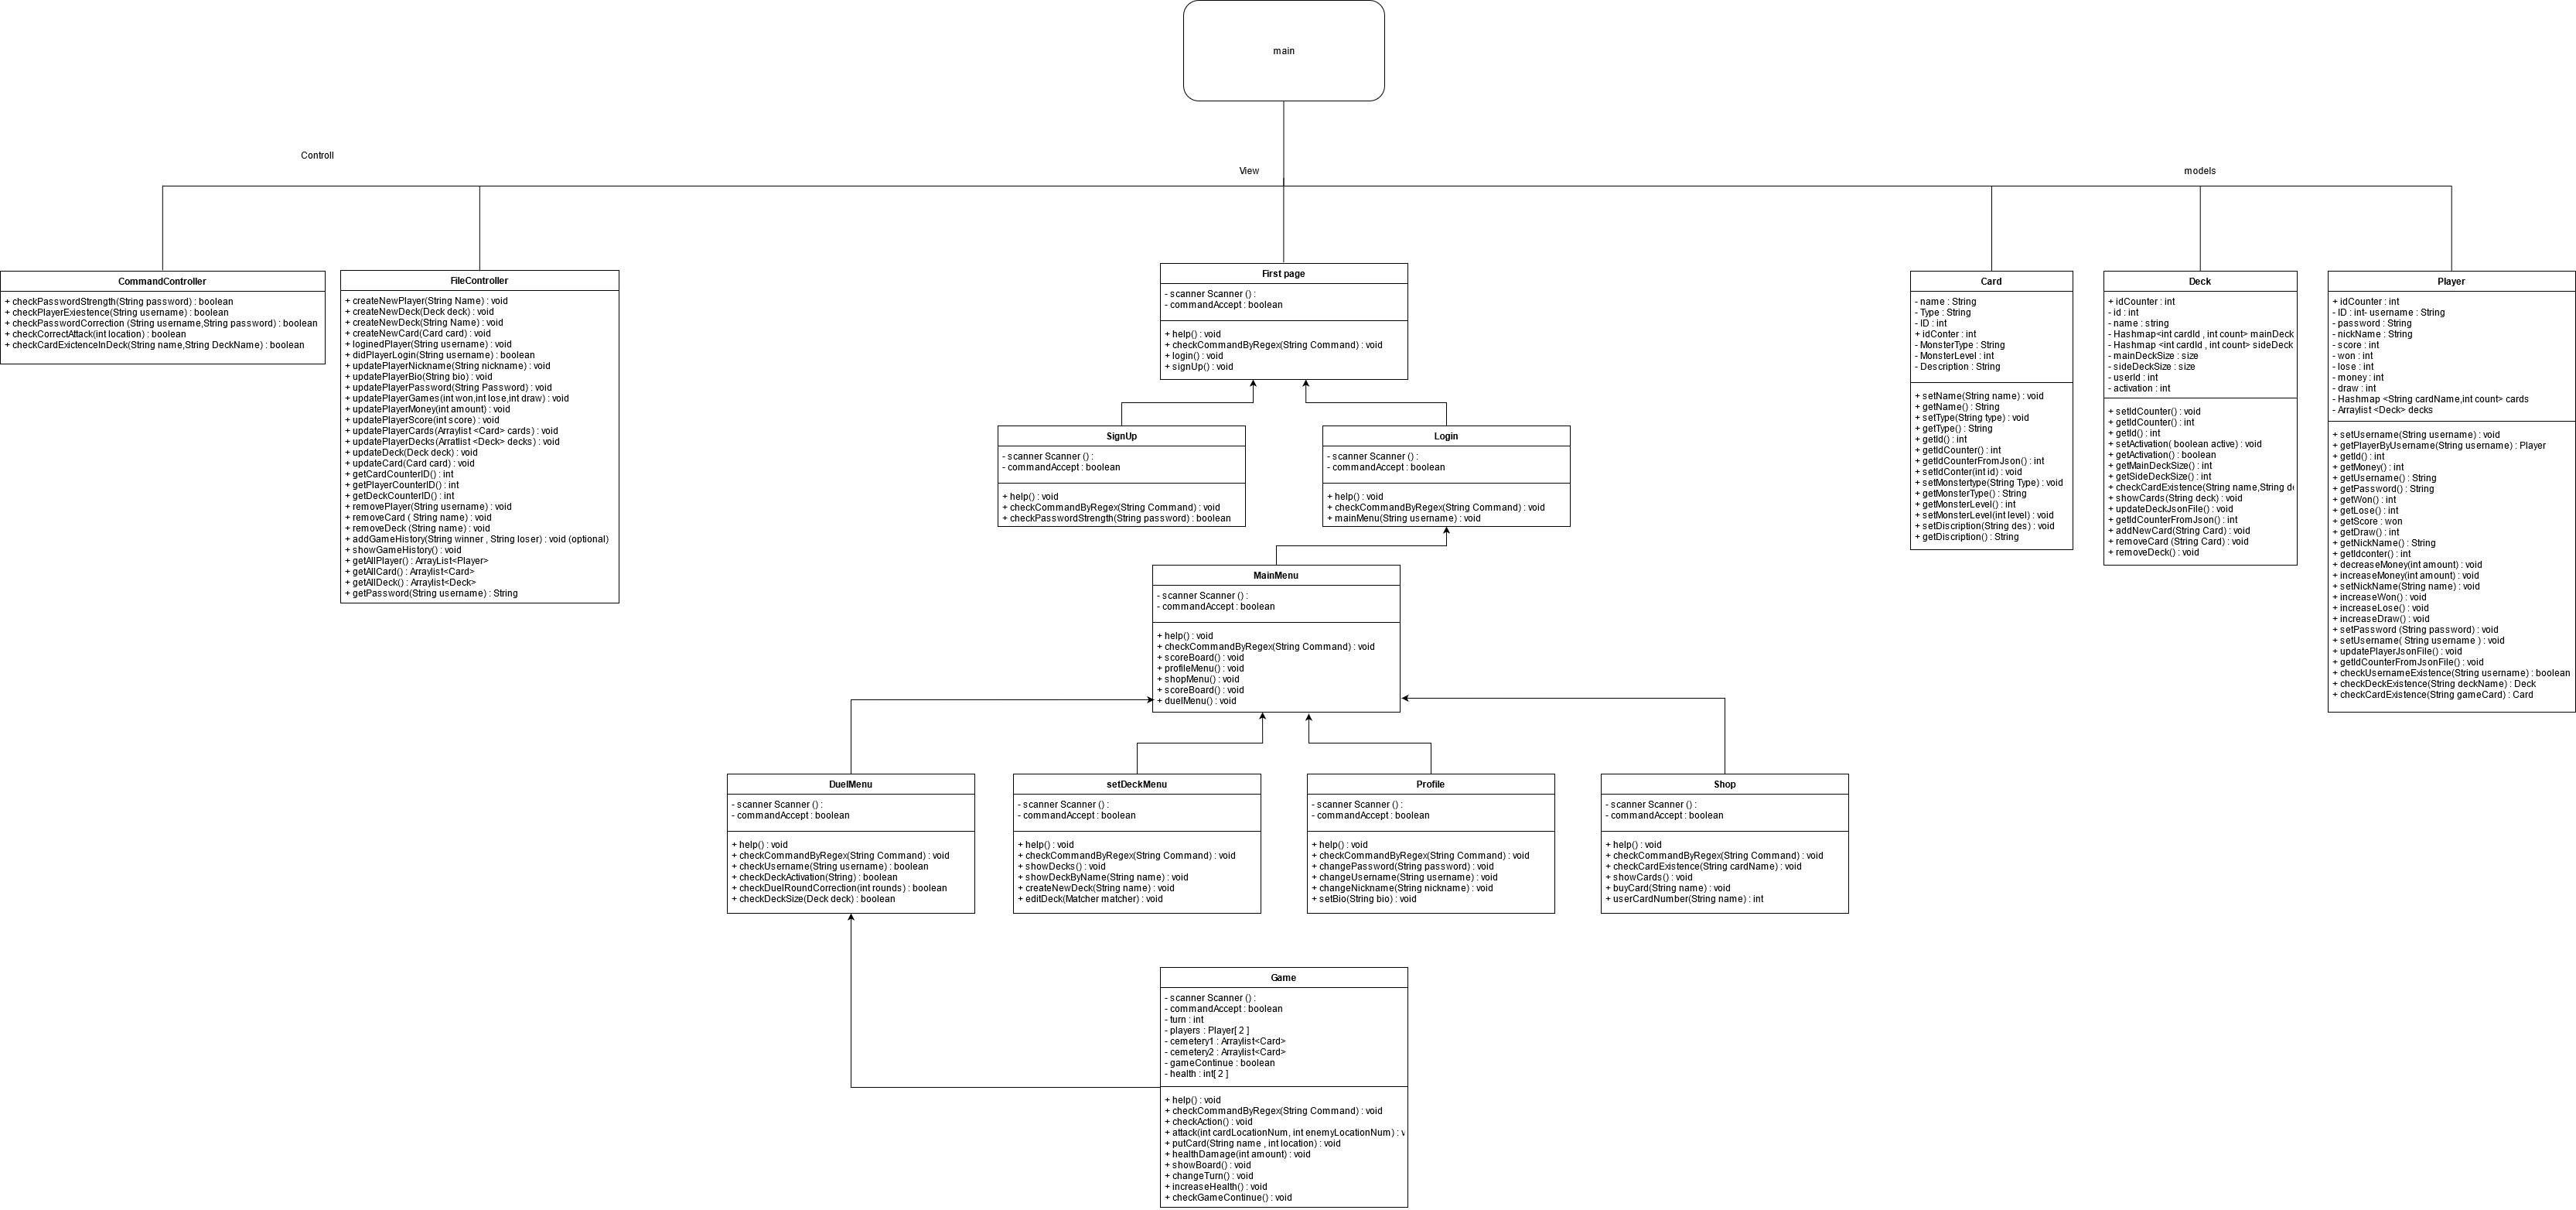 main
Controll
View
models
CommandController
+ checkPasswordStrength(String password) : boolean
+ checkPlayerExiestence(String username) : boolean
+ checkPasswordCorrection (String username,String password) : boolean
+ checkCorrectAttack(int location) : boolean
+ checkCardExictenceInDeck(String name,String DeckName) : boolean
FileController
+ createNewPlayer(String Name) : void
+ createNewDeck(Deck deck) : void
+ createNewDeck(String Name) : void
+ createNewCard(Card card) : void
+ loginedPlayer(String username) : void
+ didPlayerLogin(String username) : boolean
+ updatePlayerNickname(String nickname) : void
+ updatePlayerBio(String bio) : void
+ updatePlayerPassword(String Password) : void
+ updatePlayerGames(int won,int lose,int draw) : void
+ updatePlayerMoney(int amount) : void
+ updatePlayerScore(int score) : void
+ updatePlayerCards(Arraylist <Card> cards) : void
+ updatePlayerDecks(Arratlist <Deck> decks) : void
+ updateDeck(Deck deck) : void
+ updateCard(Card card) : void
+ getCardCounterID() : int
+ getPlayerCounterID() : int
+ getDeckCounterID() : int
+ removePlayer(String username) : void
+ removeCard ( String name) : void
+ removeDeck (String name) : void
+ addGameHistory(String winner , String loser) : void (optional)
+ showGameHistory() : void
+ getAllPlayer() : ArrayList<Player>
+ getAllCard() : Arraylist<Card>
+ getAllDeck() : Arraylist<Deck>
+ getPassword(String username) : String
First page
- scanner Scanner () :
- commandAccept : boolean
+ help() : void
+ checkCommandByRegex(String Command) : void
+ login() : void
+ signUp() : void
SignUp
- scanner Scanner () :
- commandAccept : boolean
+ help() : void
+ checkCommandByRegex(String Command) : void
+ checkPasswordStrength(String password) : boolean
Login
- scanner Scanner () :
- commandAccept : boolean
+ help() : void
+ checkCommandByRegex(String Command) : void
+ mainMenu(String username) : void
MainMenu
- scanner Scanner () :
- commandAccept : boolean
+ help() : void
+ checkCommandByRegex(String Command) : void
+ scoreBoard() : void
+ profileMenu() : void
+ shopMenu() : void
+ scoreBoard() : void
+ duelMenu() : void
DuelMenu
- scanner Scanner () :
- commandAccept : boolean
+ help() : void
+ checkCommandByRegex(String Command) : void
+ checkUsername(String username) : boolean
+ checkDeckActivation(String) : boolean
+ checkDuelRoundCorrection(int rounds) : boolean
+ checkDeckSize(Deck deck) : boolean
setDeckMenu
- scanner Scanner () :
- commandAccept : boolean
+ help() : void
+ checkCommandByRegex(String Command) : void
+ showDecks() : void
+ showDeckByName(String name) : void
+ createNewDeck(String name) : void
+ editDeck(Matcher matcher) : void
Profile
- scanner Scanner () :
- commandAccept : boolean
+ help() : void
+ checkCommandByRegex(String Command) : void
+ changePassword(String password) : void
+ changeUsername(String username) : void
+ changeNickname(String nickname) : void
+ setBio(String bio) : void
Shop
- scanner Scanner () :
- commandAccept : boolean
+ help() : void
+ checkCommandByRegex(String Command) : void
+ checkCardExistence(String cardName) : void
+ showCards() : void
+ buyCard(String name) : void
+ userCardNumber(String name) : int
Game
- scanner Scanner () :
- commandAccept : boolean
- turn : int
- players : Player[ 2 ]
- cemetery1 : Arraylist<Card>
- cemetery2 : Arraylist<Card>
- gameContinue : boolean
- health : int[ 2 ]
+ help() : void
+ checkCommandByRegex(String Command) : void
+ checkAction() : void
+ attack(int cardLocationNum, int enemyLocationNum) :
+ putCard(String name , int location) : void
+ healthDamage(int amount) : void
+ showBoard() : void
+ changeTurn() : void
+ increaseHealth() : void
+ checkGameContinue() : void
Card
- name : String
- Type : String
- ID : int
+ idConter : int
- MonsterType : String
- MonsterLevel : int
- Description : String
+ setName(String name) : void
+ getName() : String
+ setType(String type) : void
+ getType() : String
+ getId() : int
+ getIdCounter() : int
+ getIdCounterFromJson() : int
+ setIdConter(int id) : void
+ setMonstertype(String Type) : void
+ getMonsterType() : String
+ getMonsterLevel() : int
+ setMonsterLevel(int level) : void
+ setDiscription(String des) : void
+ getDiscription() : String
Deck
+ idCounter : int
- id : int
- name : string
- Hashmap<int cardId , int count> mainDeck
- Hashmap <int cardId , int count> sideDeck
- mainDeckSize : size
- sideDeckSize : size
- userId : int
- activation : int
+ setIdCounter() : void
+ getIdCounter() : int
+ getId() : int
+ setActivation( boolean active) : void
+ getActivation() : boolean
+ getMainDeckSize() : int
+ getSideDeckSize() : int
+ checkCardExistence(String name,String de
+ showCards(String deck) : void
+ updateDeckJsonFile() : void
+ getIdCounterFromJson() : int
+ addNewCard(String Card) : void
+ removeCard (String Card) : void
+ removeDeck() : void
Player
+ idCounter : int
- ID : int- username : String
- password : String
- nickName : String
- score : int
- won : int
- lose : int
- money : int
- draw : int
- Hashmap <String cardName,int count> cards
- Arraylist <Deck> decks
+ setUsername(String username) : void
+ getPlayerByUsername(String username) : Player
+ getId() : int
+ getMoney() : int
+ getUsername() : String
+ getPassword() : String
+ getWon() : int
+ getLose() : int
+ getScore : won
+ getDraw() : int
+ getNickName() : String
+ getIdconter() : int
+ decreaseMoney(int amount) : void
+ increaseMoney(int amount) : void
+ setNickName(String name) : void
+ increaseWon() : void
+ increaseLose() : void
+ increaseDraw() : void
+ setPassword (String password) : void
+ setUsername( String username ) : void
+ updatePlayerJsonFile() : void
+ getIdCounterFromJsonFile() : void
+ checkUsernameExistence(String username) : boolean
+ checkDeckExistence(String deckName) : Deck
+ checkCardExistence(String gameCard) : Card